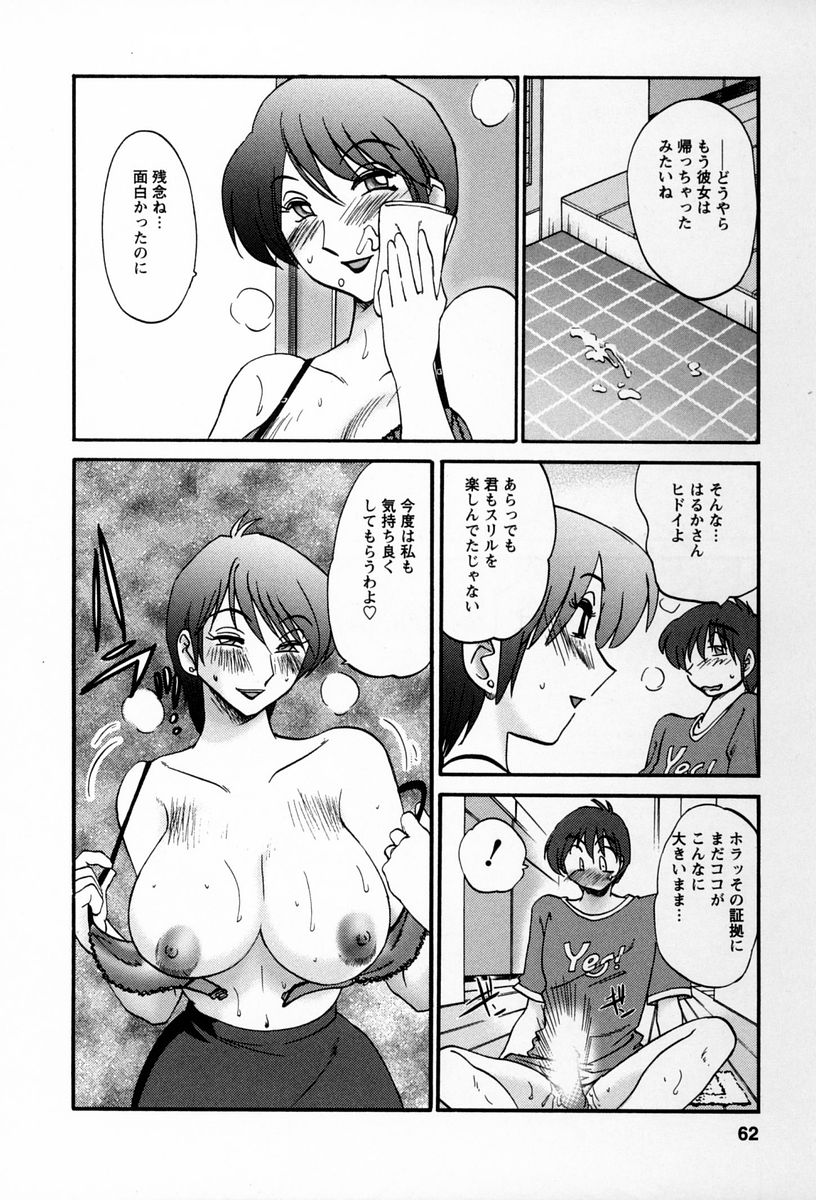 ――どうやら
もう彼女は
帰っちゃった
みたいね
残念ね…
面白かったのに
そんな…
はるかさん
ヒドイよ
あらっでも
君もスリルを
楽しんでたじゃない
Yes!
ホラッその証拠に
まだココが
こんなに
大きいまま…
!
Yes!
今度は私も
気持ち良く
してもらうわよ♡
62